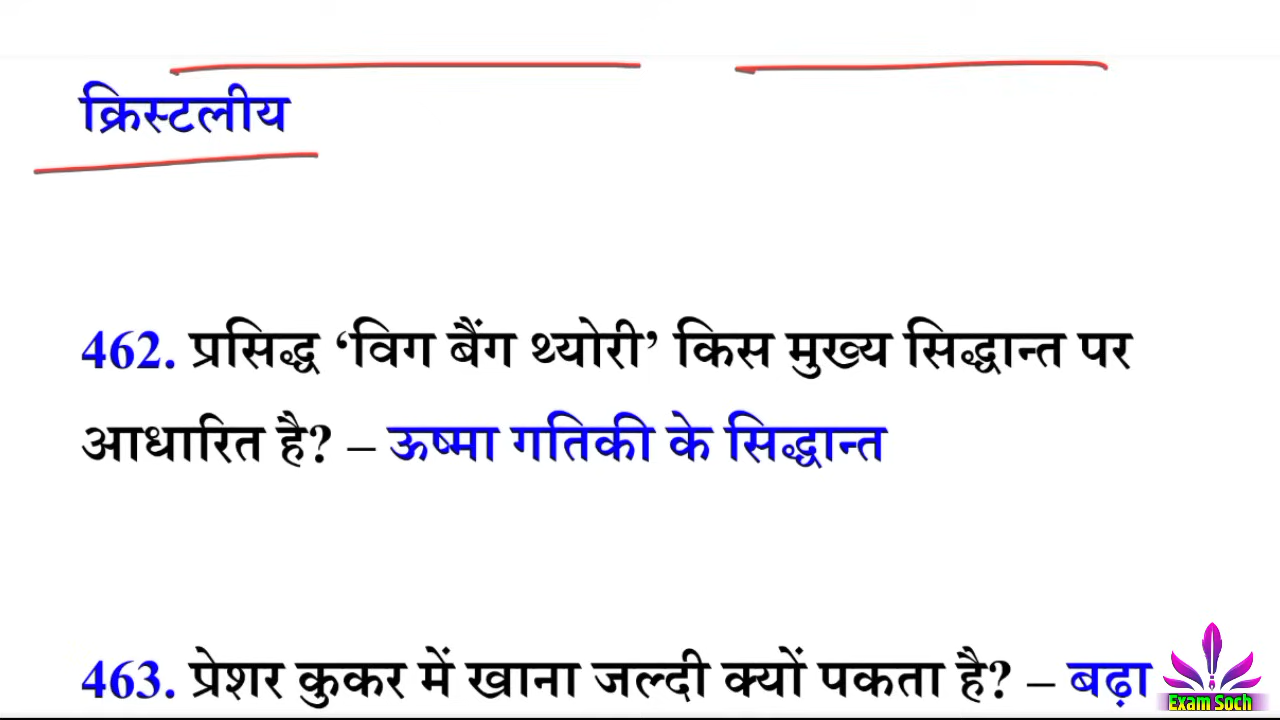 क्रिस्टलीय
462. प्रसिद्ध ‘विग बैंग थ्योरी’ किस मुख्य सिद्धान्त पर
आधारित है? – ऊष्मा गतिकी के सिद्धान्त
463. प्रेशर कुकर में खाना जल्दी क्यों पकता है? – बढ़ा
Exam Soch